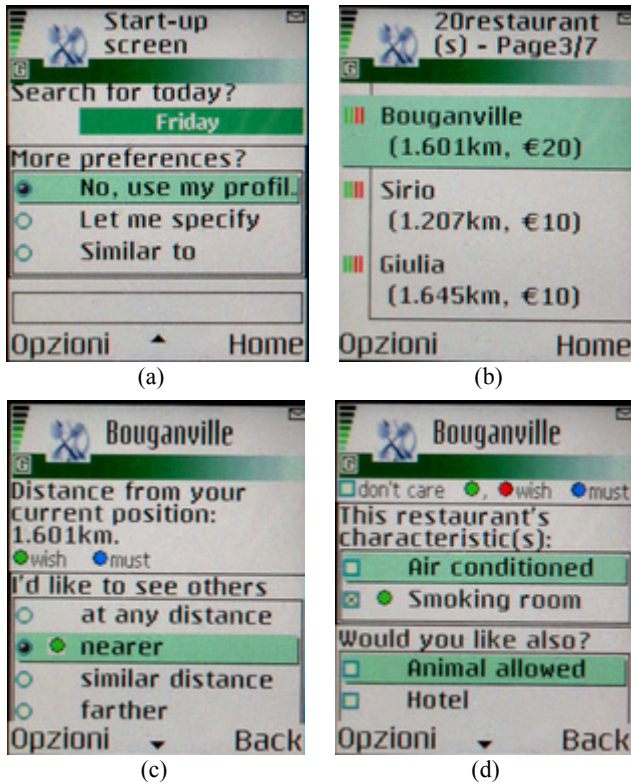 Start-up
screen
G
Search for today?
Friday
More preferences?
No, use my profil.
Let me specify
Similar to
Opzioni
Home
(a)
20restaurant
(s) - Page3/7
G
Bouganville
(1.601km, €20)
Sirio
(1.207km, €10)
Giulia
(1.645km, €10)
Opzioni
Home
(b)
Bouganville
G
Distance from your
current position:
1.601km.
wish must
I'd like to see others
at any distance
nearer
similar distance
farther
Opzioni
Back
(c)
Bouganville
G
don't care , wish must
This restaurant's
characteristic(s):
Air conditioned
Smoking room
Would you like also?
Animal allowed
Hotel
Opzioni
Back
(d)